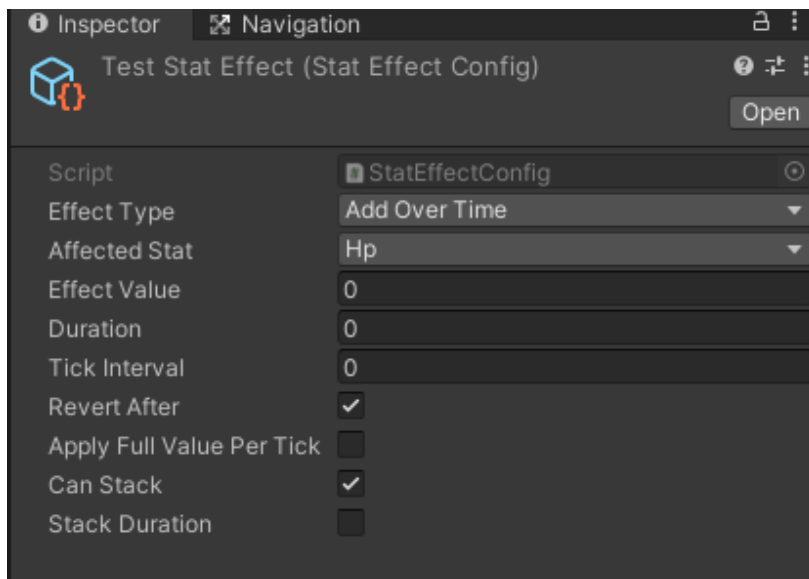 Inspector Navigation
Test Stat Effect (Stat Effect Config)
Open
Script StatEffectConfig
Effect Type Add Over Time
Affected Stat Hp
Effect Value 0
Duration 0
Tick Interval 0
Revert After
Apply Full Value Per Tick
Can Stack
Stack Duration